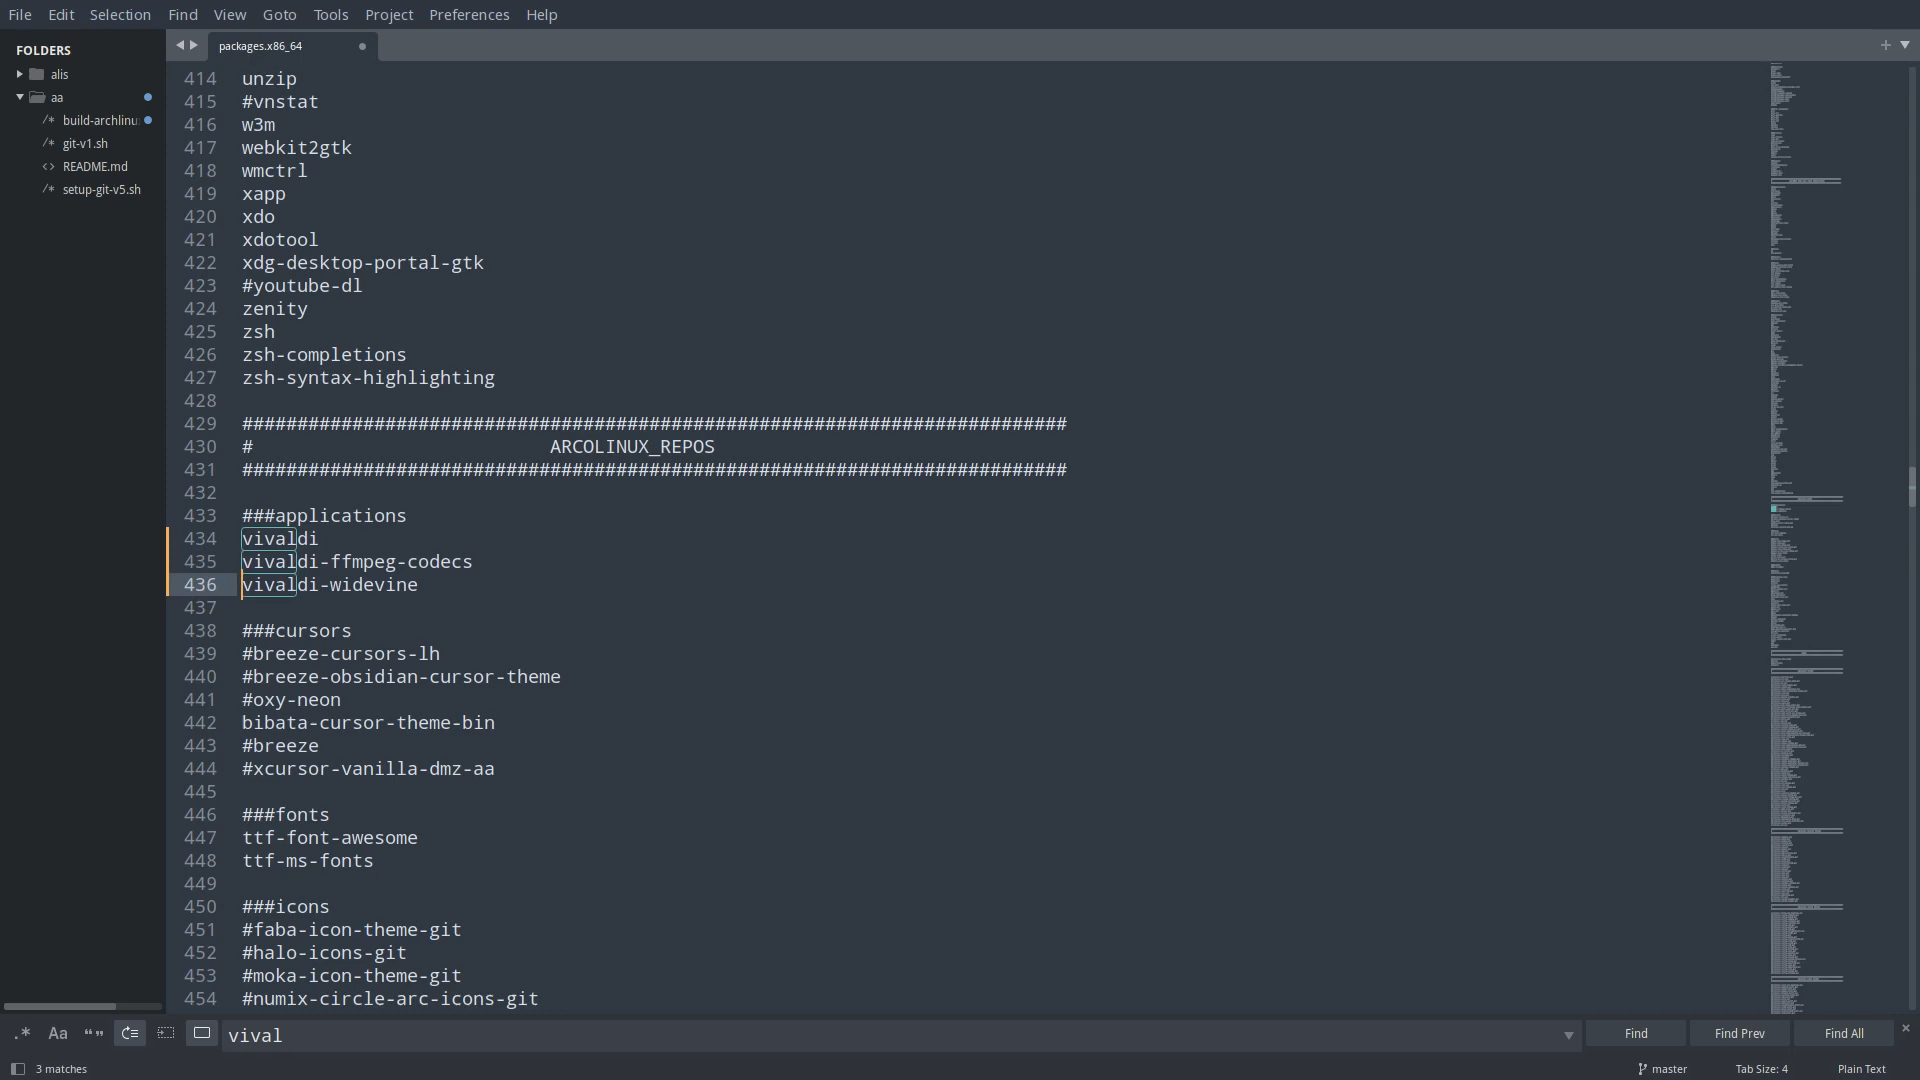 File Edit Selection Find View Goto Tools Project Preferences Help
FOLDERS
alis
aa
build-archlinu
git-v1.sh
README.md
setup-git-v5.sh
packages.x86_64
414 unzip
415 #vnstat
416 w3m
417 webkit2gtk
418 wmctrl
419 xapp
420 xdo
421 xdotool
422 xdg-desktop-portal-gtk
423 #youtube-dl
424 zenity
425 zsh
426 zsh-completions
427 zsh-syntax-highlighting
428
429 ###########################################################################
430 #                           ARCOLINUX_REPOS
431 ###########################################################################
432
433 ###applications
434 vivaldi
435 vivaldi-ffmpeg-codecs
436 vivaldi-widevine
437
438 ###cursors
439 #breeze-cursors-lh
440 #breeze-obsidian-cursor-theme
441 #oxy-neon
442 bibata-cursor-theme-bin
443 #breeze
444 #xcursor-vanilla-dmz-aa
445
446 ###fonts
447 ttf-font-awesome
448 ttf-ms-fonts
449
450 ###icons
451 #faba-icon-theme-git
452 #halo-icons-git
453 #moka-icon-theme-git
454 #numix-circle-arc-icons-git
.* Aa “” vival Find Find Prev Find All ×
3 matches master Tab Size: 4 Plain Text